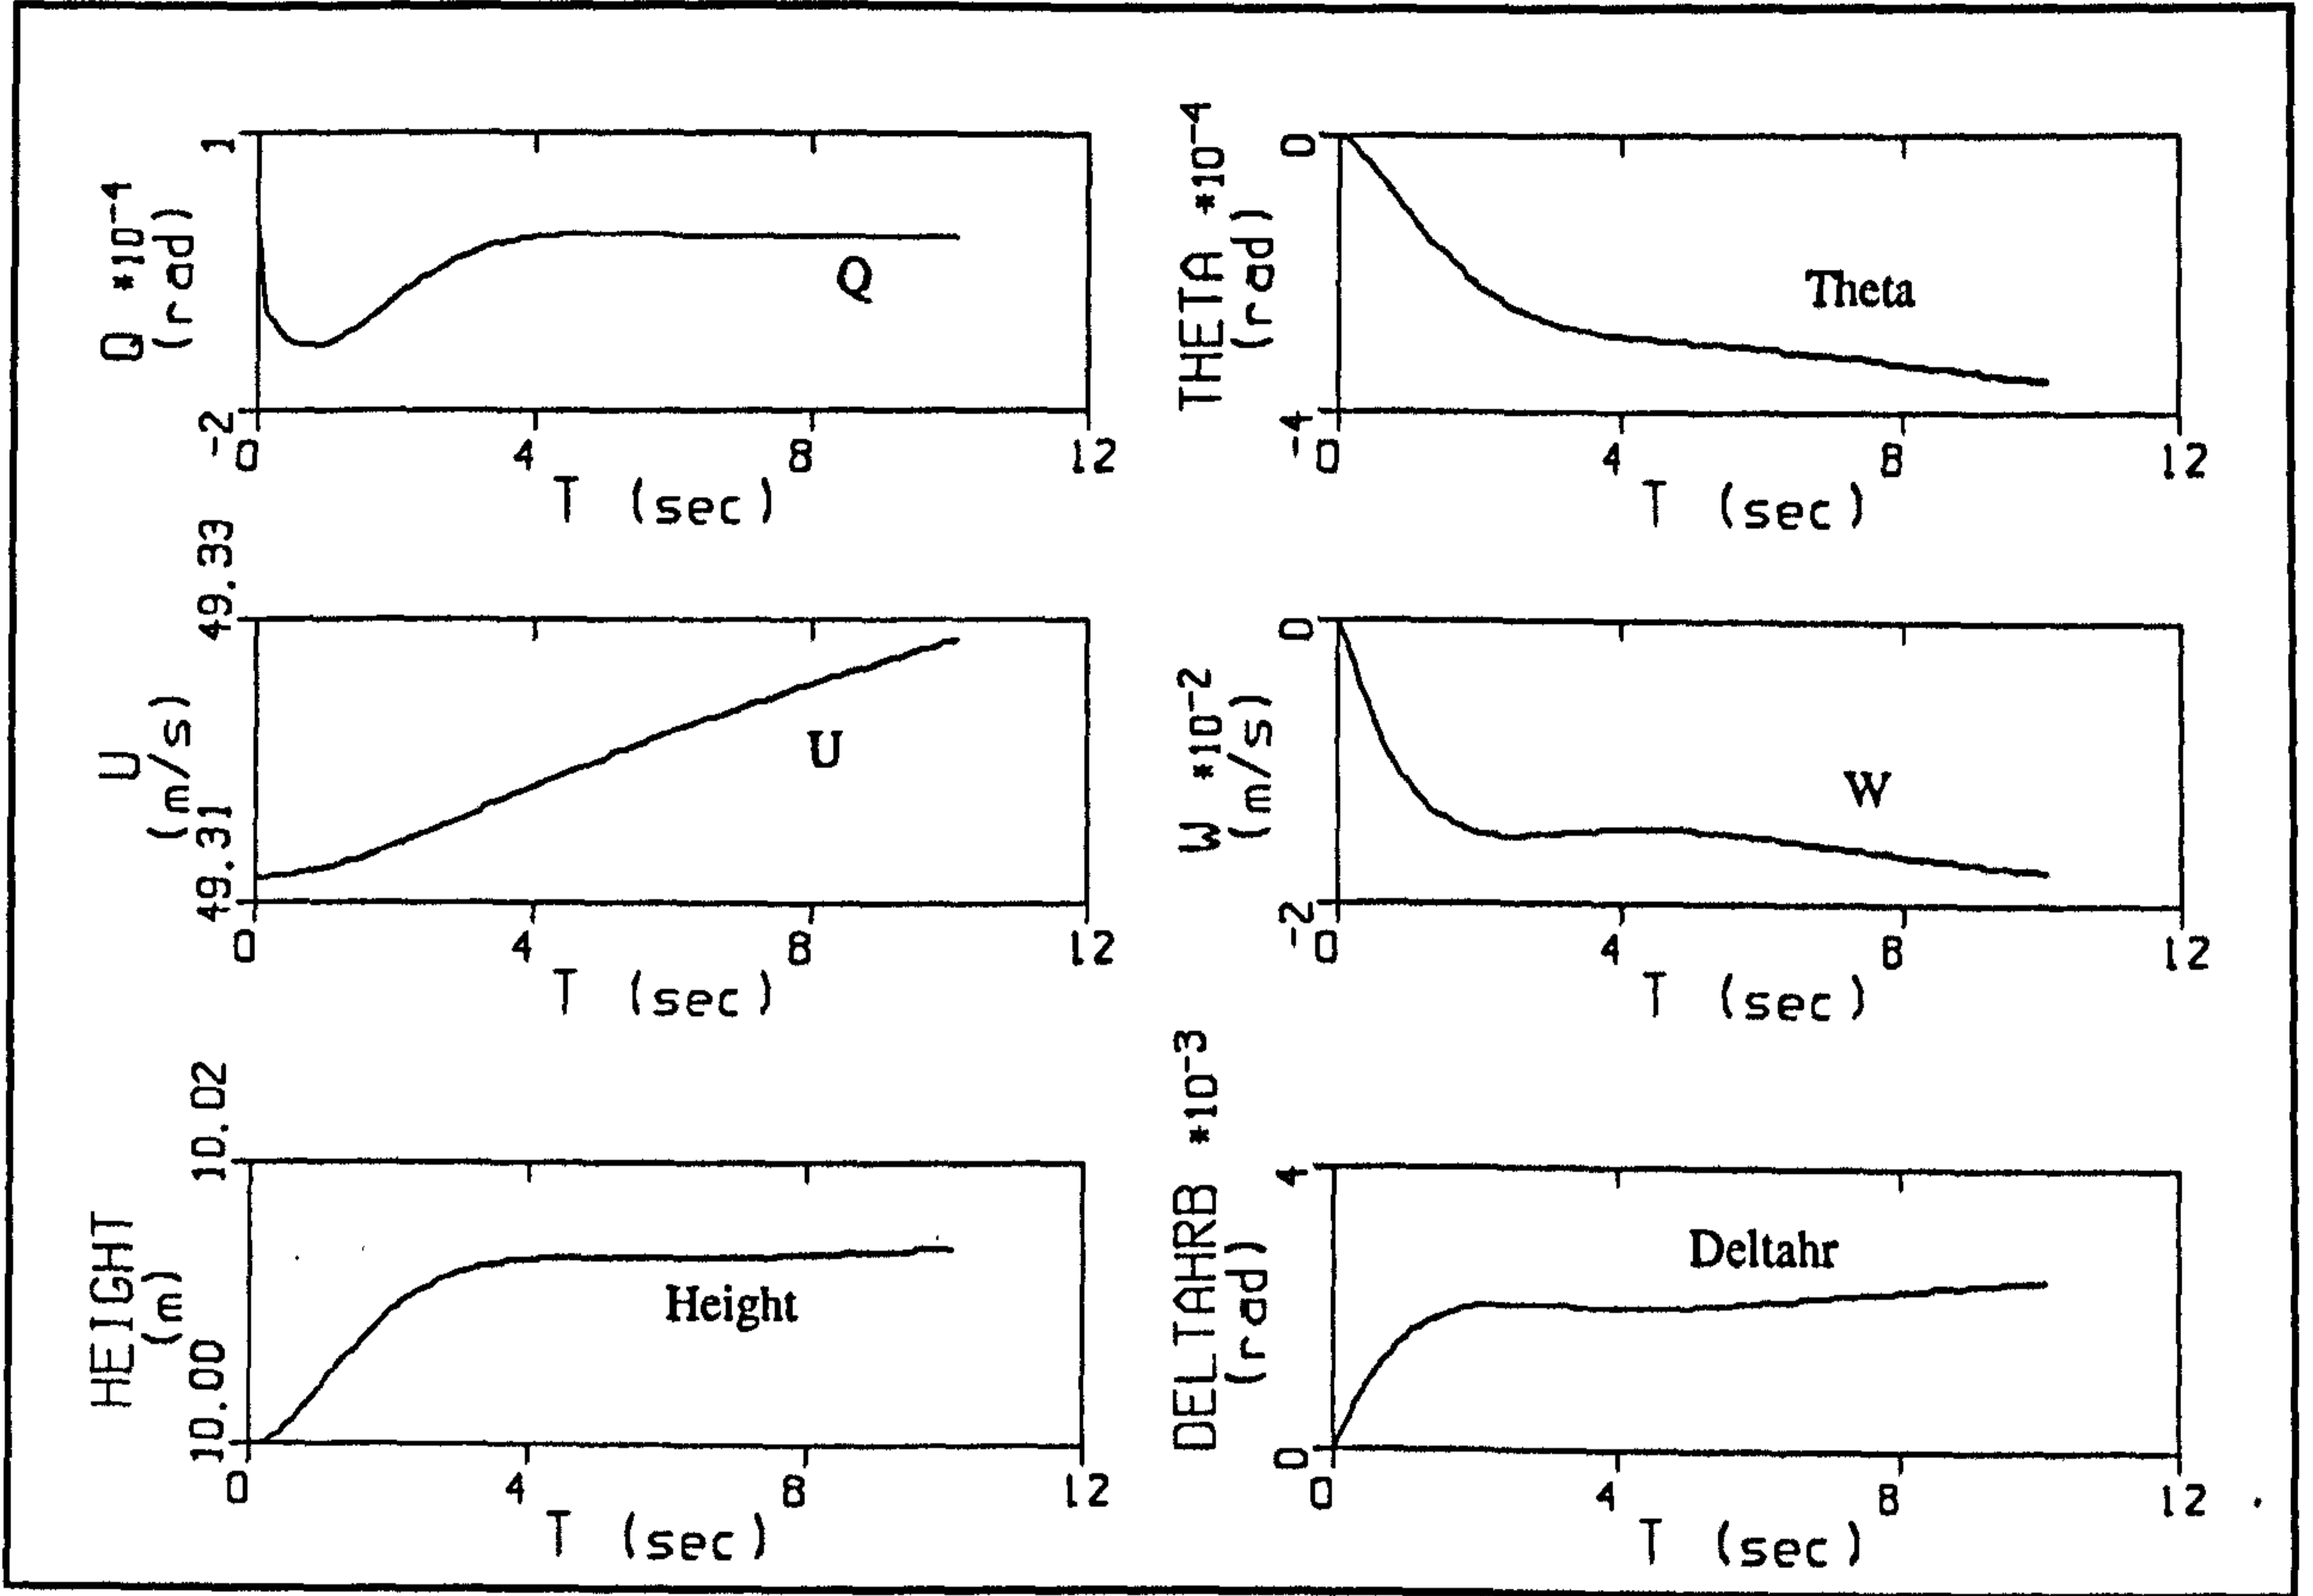 1
Q *10-4
(rad)
-2
0
4
8
12
T (sec)
Q
0
THETA *10-4
(rad)
-4
0
4
8
12
T (sec)
Theta
49.33
U
(m/s)
49.31
0
4
8
12
T (sec)
U
0
W *10-2
(m/s)
-2
0
4
8
12
T (sec)
W
10.02
HEIGHT
(m)
10.00
0
4
8
12
T (sec)
Height
4
DELTAHRB *10-3
(rad)
0
0
4
8
12
T (sec)
Deltahr